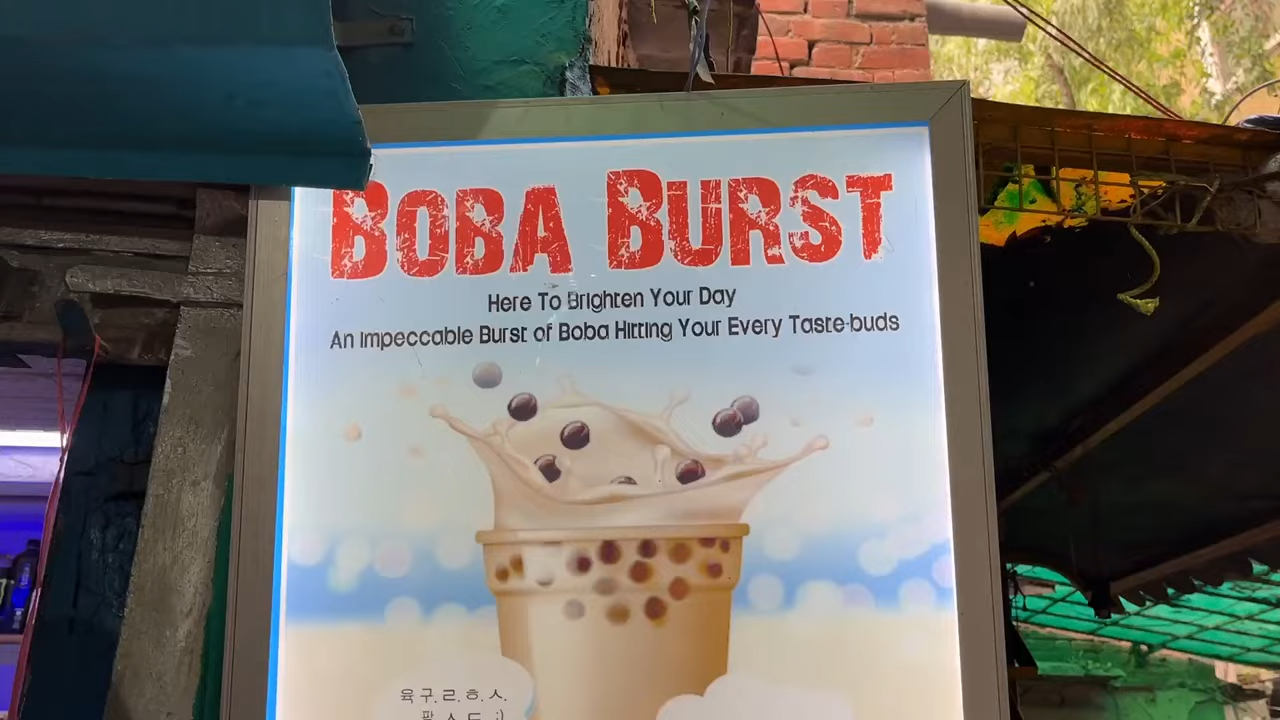 BOBA BURST
Here To Brighten Your Day
An Impeccable Burst of Boba Hitting Your Every Taste-buds
육구.ㄹ.ㅎ.ㅅ.